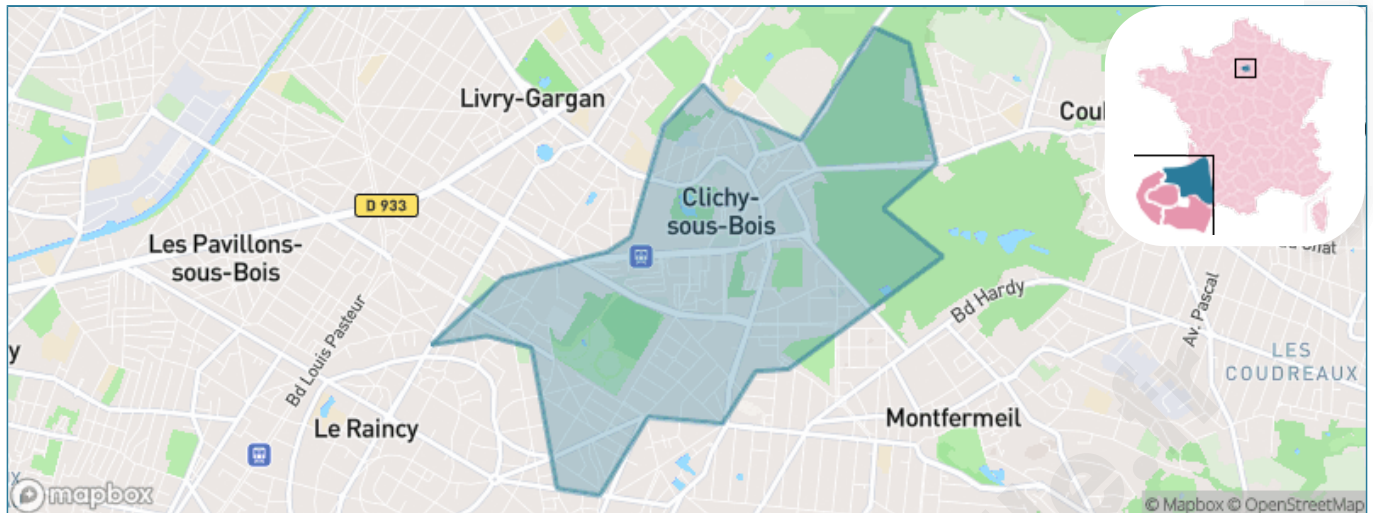 Livry-Gargan
Coul
Clichy-
sous-Bois
D 933
Les Pavillons-
sous-Bois
Bd Hardy
Av. Pascal
Bd Louis Pasteur
LES
COUDREAUX
y
Le Raincy
Montfermeil
x
mapbox
© Mapbox © OpenStreetMap